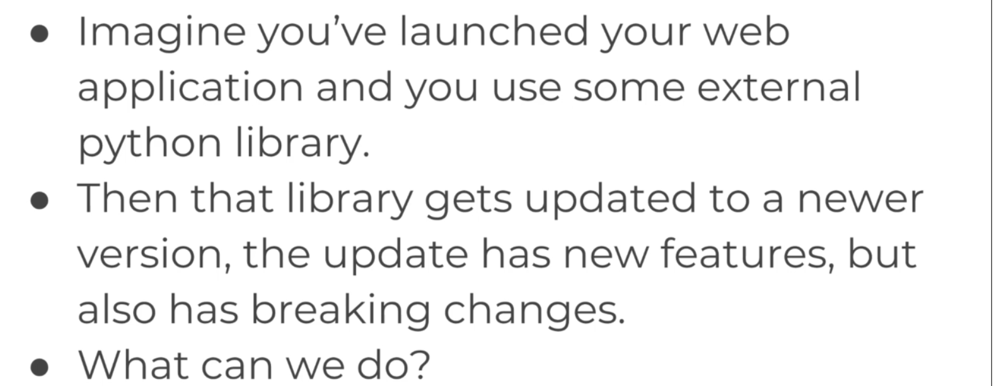 ● Imagine you’ve launched your web
application and you use some external
python library.
● Then that library gets updated to a newer
version, the update has new features, but
also has breaking changes.
● What can we do?